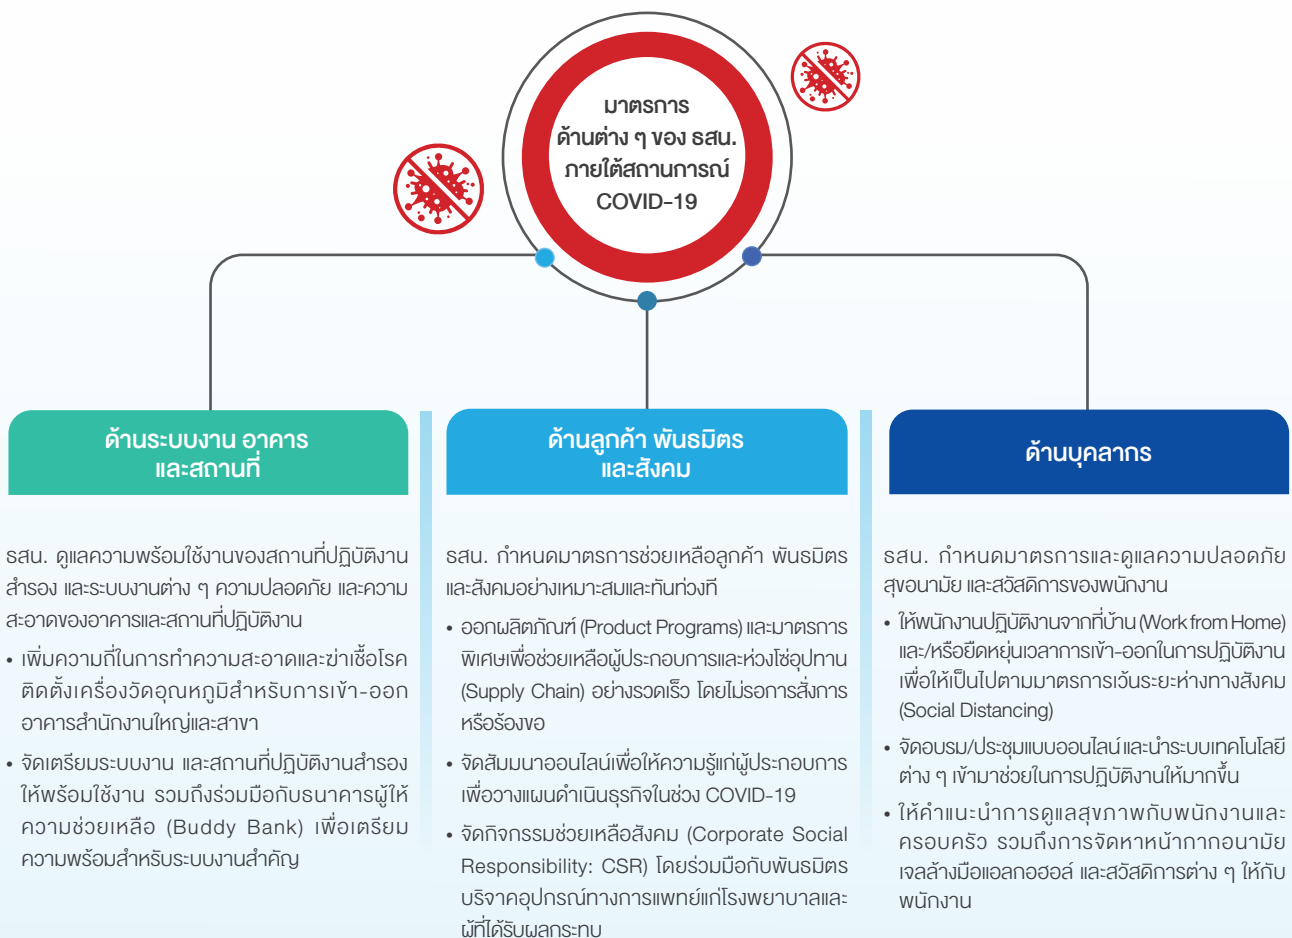 มาตรการ
ด้านต่าง ๆ ของ ธสน.
ภายใต้สถานการณ์
COVID-19
ด้านระบบงาน อาคาร
และสถานที่
ธสน. ดูแลความพร้อมใช้งานของสถานที่ปฏิบัติงาน
สำรอง และระบบงานต่าง ๆ ความปลอดภัย และความ
สะอาดของอาคารและสถานที่ปฏิบัติงาน
• เพิ่มความถี่ในการทำความสะอาดและฆ่าเชื้อโรค
ติดตั้งเครื่องวัดอุณหภูมิสำหรับการเข้า-ออก
อาคารสำนักงานใหญ่และสาขา
• จัดเตรียมระบบงาน และสถานที่ปฏิบัติงานสำรอง
ให้พร้อมใช้งาน รวมถึงร่วมมือกับธนาคารผู้ให้
ความช่วยเหลือ (Buddy Bank) เพื่อเตรียม
ความพร้อมสำหรับระบบงานสำคัญ
ด้านลูกค้า พันธมิตร
และสังคม
ธสน. กำหนดมาตรการช่วยเหลือลูกค้า พันธมิตร
และสังคมอย่างเหมาะสมและทันท่วงที
• ออกผลิตภัณฑ์ (Product Programs) และมาตรการ
พิเศษเพื่อช่วยเหลือผู้ประกอบการและห่วงโซ่อุปทาน
(Supply Chain) อย่างรวดเร็ว โดยไม่รอการสั่งการ
หรือร้องขอ
• จัดสัมมนาออนไลน์เพื่อให้ความรู้แก่ผู้ประกอบการ
เพื่อวางแผนดำเนินธุรกิจในช่วง COVID-19
• จัดกิจกรรมช่วยเหลือสังคม (Corporate Social
Responsibility: CSR) โดยร่วมมือกับพันธมิตร
บริจาคอุปกรณ์ทางการแพทย์แก่โรงพยาบาลและ
ผู้ที่ได้รับผลกระทบ
ด้านบุคลากร
ธสน. กำหนดมาตรการและดูแลความปลอดภัย
สุขอนามัย และสวัสดิการของพนักงาน
• ให้พนักงานปฏิบัติงานจากที่บ้าน (Work from Home)
และ/หรือยืดหยุ่นเวลาการเข้า-ออกในการปฏิบัติงาน
เพื่อให้เป็นไปตามมาตรการเว้นระยะห่างทางสังคม
(Social Distancing)
• จัดอบรม/ประชุมแบบออนไลน์ และนำระบบเทคโนโลยี
ต่าง ๆ เข้ามาช่วยในการปฏิบัติงานให้มากขึ้น
• ให้คำแนะนำการดูแลสุขภาพกับพนักงานและ
ครอบครัว รวมถึงการจัดหาหน้ากากอนามัย
เจลล้างมือแอลกอฮอล์ และสวัสดิการต่าง ๆ ให้กับ
พนักงาน